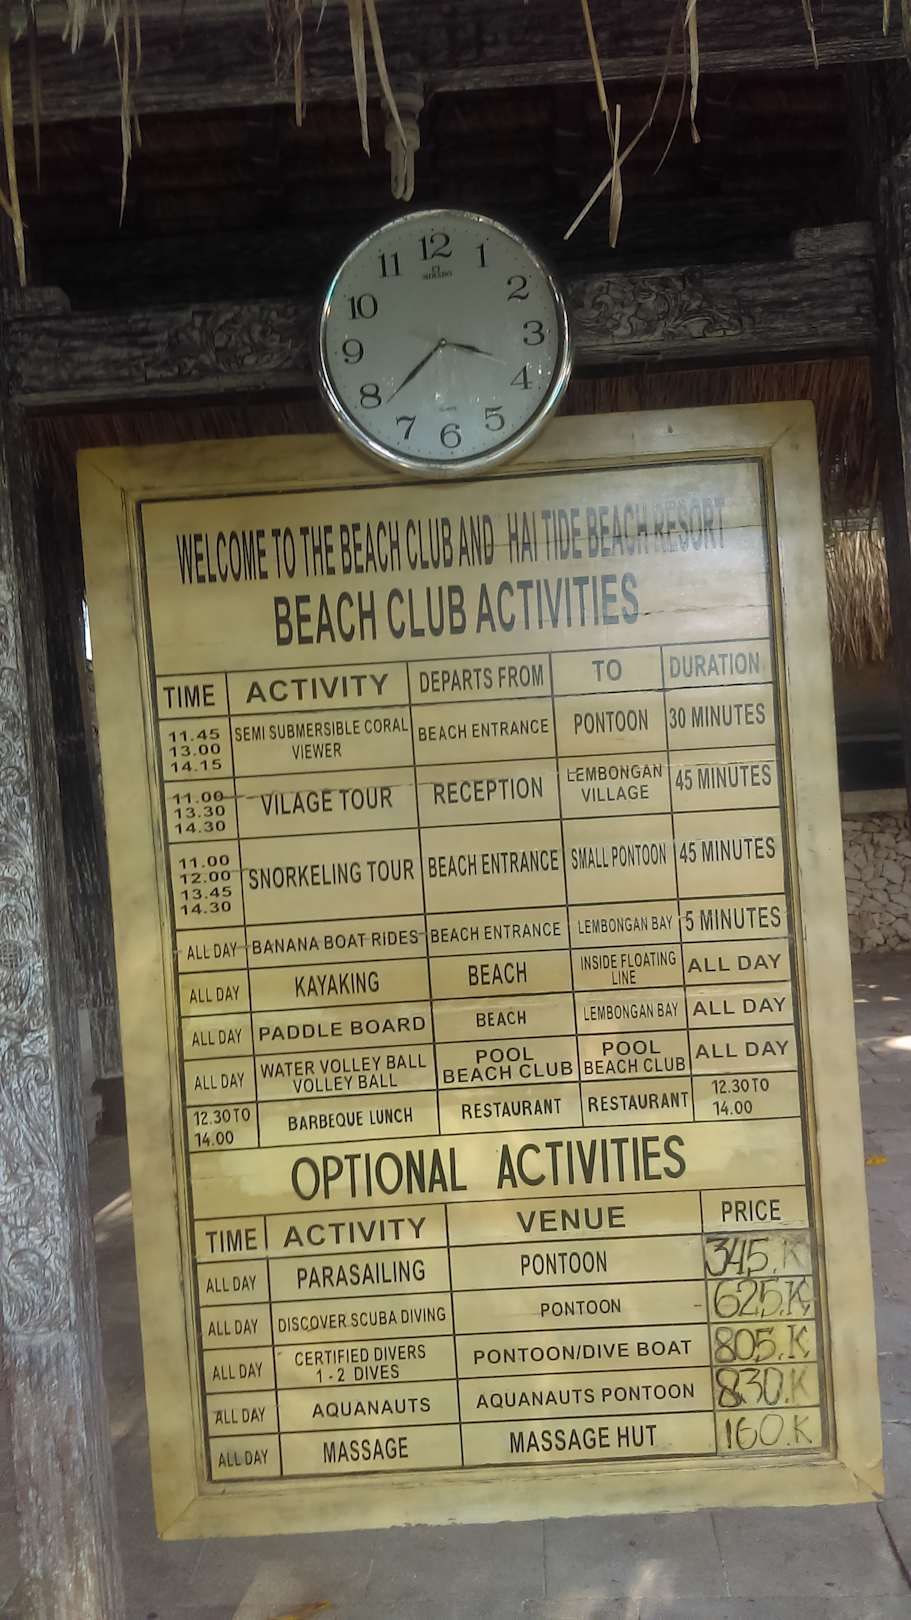 12
1
2
3
4
5
6
7
8
9
10
11
WELCOME TO THE BEACH CLUB AND HAI TIDE BEACH RESORT
BEACH CLUB ACTIVITIES
TIME ACTIVITY DEPARTS FROM TO DURATION
11.45 13.00 14.15 SEMI SUBMERSIBLE CORAL VIEWER BEACH ENTRANCE PONTOON 30 MINUTES
11.00 13.30 14.30 VILAGE TOUR RECEPTION LEMBONGAN VILLAGE 45 MINUTES
11.00 12.00 13.45 14.30 SNORKELING TOUR BEACH ENTRANCE SMALL PONTOON 45 MINUTES
ALL DAY BANANA BOAT RIDES BEACH ENTRANCE LEMBONGAN BAY 5 MINUTES
ALL DAY KAYAKING BEACH INSIDE FLOATING LINE ALL DAY
ALL DAY PADDLE BOARD BEACH LEMBONGAN BAY ALL DAY
ALL DAY WATER VOLLEY BALL VOLLEY BALL POOL BEACH CLUB POOL BEACH CLUB ALL DAY
12.30 TO 14.00 BARBEQUE LUNCH RESTAURANT RESTAURANT 12.30 TO 14.00
OPTIONAL ACTIVITIES
TIME ACTIVITY VENUE PRICE
ALL DAY PARASAILING PONTOON 345.K
ALL DAY DISCOVER SCUBA DIVING PONTOON 625.K
ALL DAY CERTIFIED DIVERS 1 - 2 DIVES PONTOON/DIVE BOAT 805.K
ALL DAY AQUANAUTS AQUANAUTS PONTOON 830.K
ALL DAY MASSAGE MASSAGE HUT 160.K